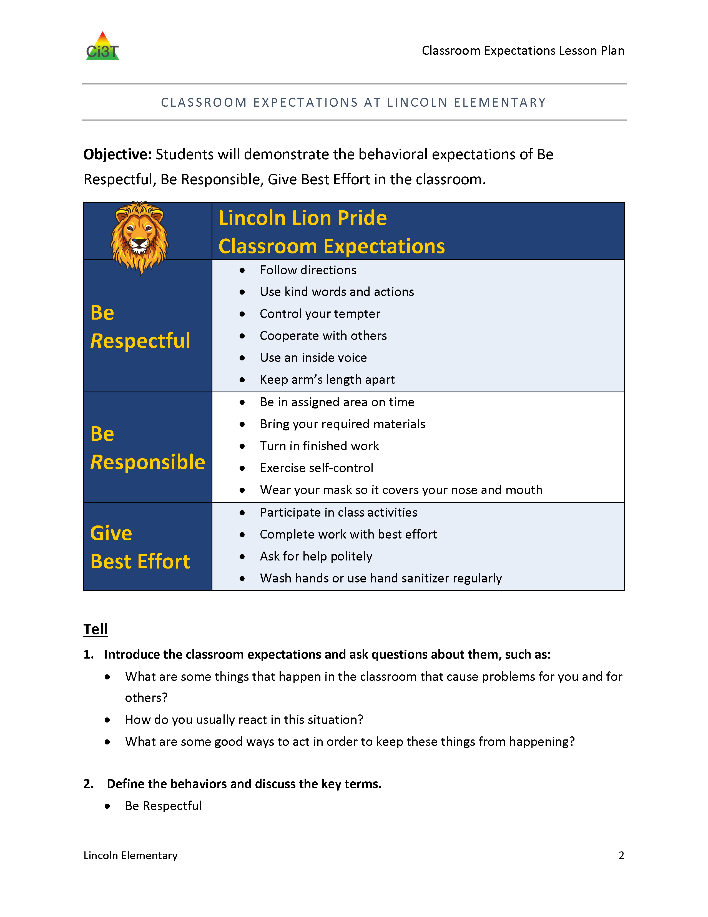 Ci3T
Classroom Expectations Lesson Plan
CLASSROOM EXPECTATIONS AT LINCOLN ELEMENTARY
Objective: Students will demonstrate the behavioral expectations of Be
Respectful, Be Responsible, Give Best Effort in the classroom.
Lincoln Lion Pride
Classroom Expectations
Be
Respectful
• Follow directions
• Use kind words and actions
• Control your tempter
• Cooperate with others
• Use an inside voice
• Keep arm's length apart
Be
Responsible
• Be in assigned area on time
• Bring your required materials
• Turn in finished work
• Exercise self-control
• Wear your mask so it covers your nose and mouth
Give
Best Effort
• Participate in class activities
• Complete work with best effort
• Ask for help politely
• Wash hands or use hand sanitizer regularly
Tell
1. Introduce the classroom expectations and ask questions about them, such as:
• What are some things that happen in the classroom that cause problems for you and for
others?
• How do you usually react in this situation?
• What are some good ways to act in order to keep these things from happening?
2. Define the behaviors and discuss the key terms.
• Be Respectful
Lincoln Elementary
2